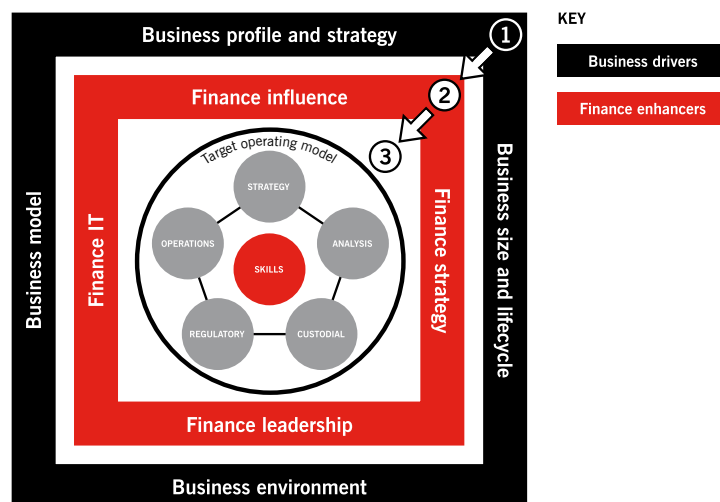 KEY
Business drivers
Finance enhancers
Business profile and strategy
1
2
3
Finance influence
Target operating model
STRATEGY
OPERATIONS
ANALYSIS
SKILLS
REGULATORY
CUSTODIAL
Business model
Finance IT
Finance strategy
Business size and lifecycle
Finance leadership
Business environment